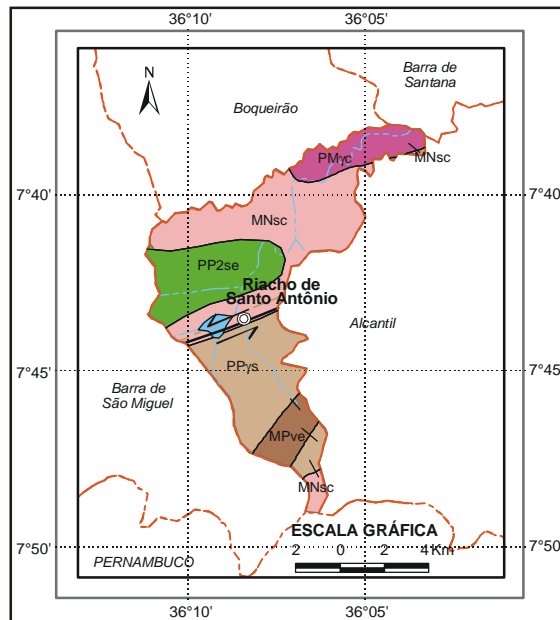 36°10' 36°05'
N
Barra de
Santana
Boqueirão
PMγc
MNsc
7°40' 7°40'
MNsc
PP2se
Riacho de
Santo Antônio
Alcantil
PPγs
7°45' 7°45'
Barra de
São Miguel
MPve
MNsc
ESCALA GRÁFICA
2 0 2 4 Km
7°50' 7°50'
PERNAMBUCO
36°10' 36°05'